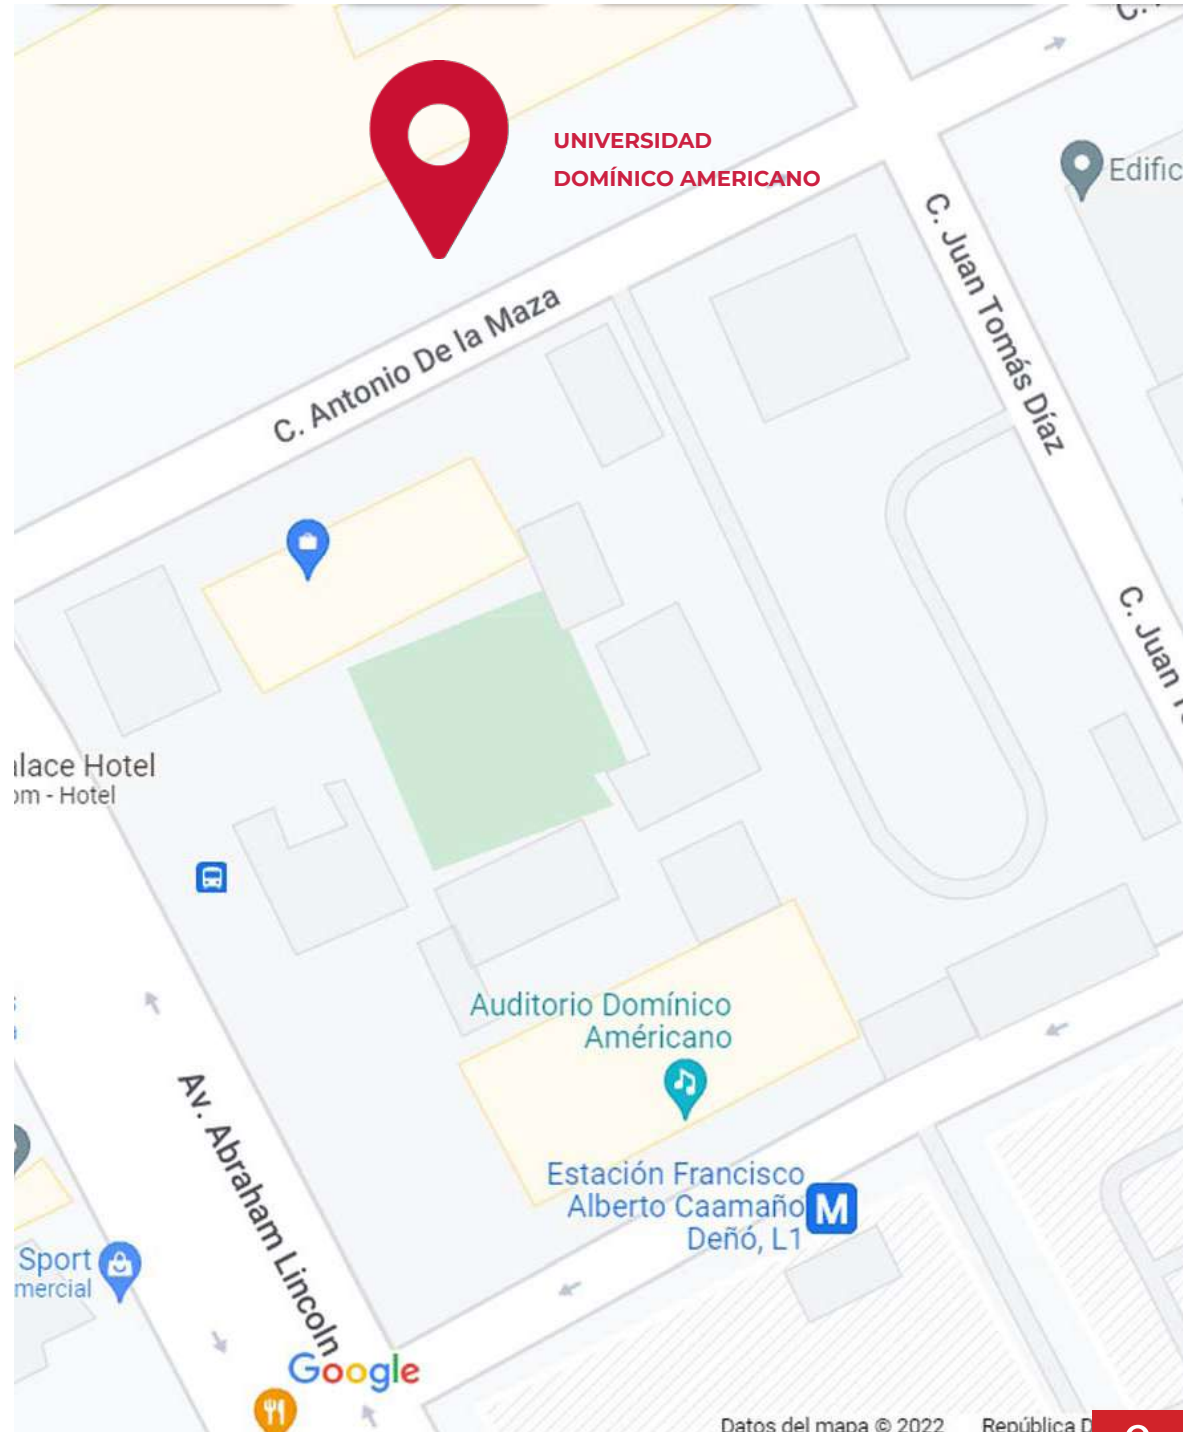 UNIVERSIDAD
DOMÍNICO AMERICANO
Edific
C. Juan Tomás Díaz
C. Antonio De la Maza
C. Juan
alace Hotel
om - Hotel
Auditorio Domínico
Américano
Av. Abraham Lincoln
Estación Francisco
Alberto Caamaño
Deñó, L1
M
Sport
mercial
Google
Datos del mapa © 2022 República D